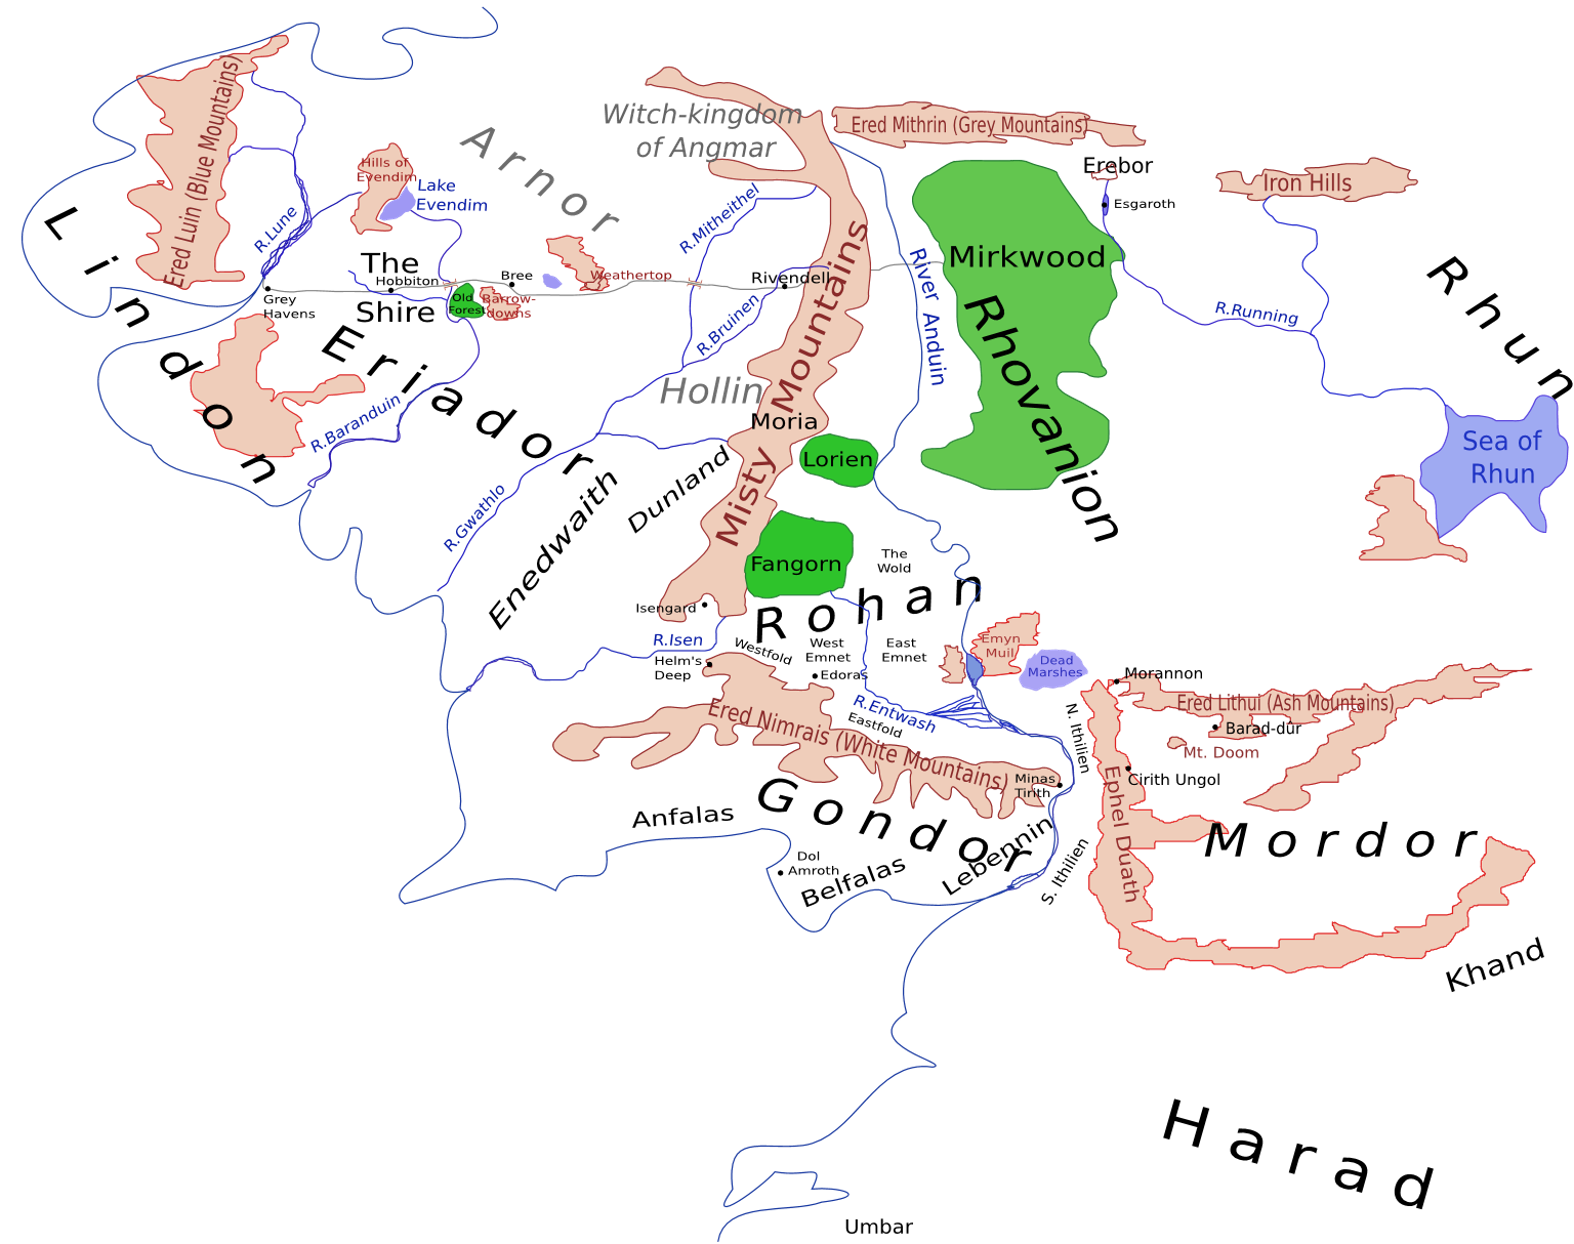 Witch-kingdom
of Angmar
Ered Mithrin (Grey Mountains)
Ered Luin (Blue Mountains)
Arnor
Hills of
Evendim
Lake
Evendim
Erebor
Esgaroth
Iron Hills
R.Lune
R.Mitheithel
Lindon
The
Shire
Hobbiton
Bree
Weathertop
Rivendell
Mirkwood
Rhun
Grey
Havens
Old
Forest
Barrow-
downs
R.Bruinen
River Anduin
R.Running
Eriador
Hollin
Misty Mountains
Rhovanion
R.Baranduin
Moria
Lorien
Sea of
Rhun
Dunland
R.Gwathlo
Enedwaith
Fangorn
The
Wold
Rohan
Isengard
R.Isen
Westfold
West
Emnet
East
Emnet
Emyn
Muil
Dead
Marshes
Helm's
Deep
Edoras
Morannon
R.Entwash
Eastfold
Ered Nimrais (White Mountains)
N. Ithilien
Ered Lithui (Ash Mountains)
Barad-dûr
Mt. Doom
Minas
Tirith
Cirith Ungol
Ephel Duath
Anfalas
Gondor
Mordor
Lebennin
Dol
Amroth
Belfalas
S. Ithilien
Khand
Harad
Umbar